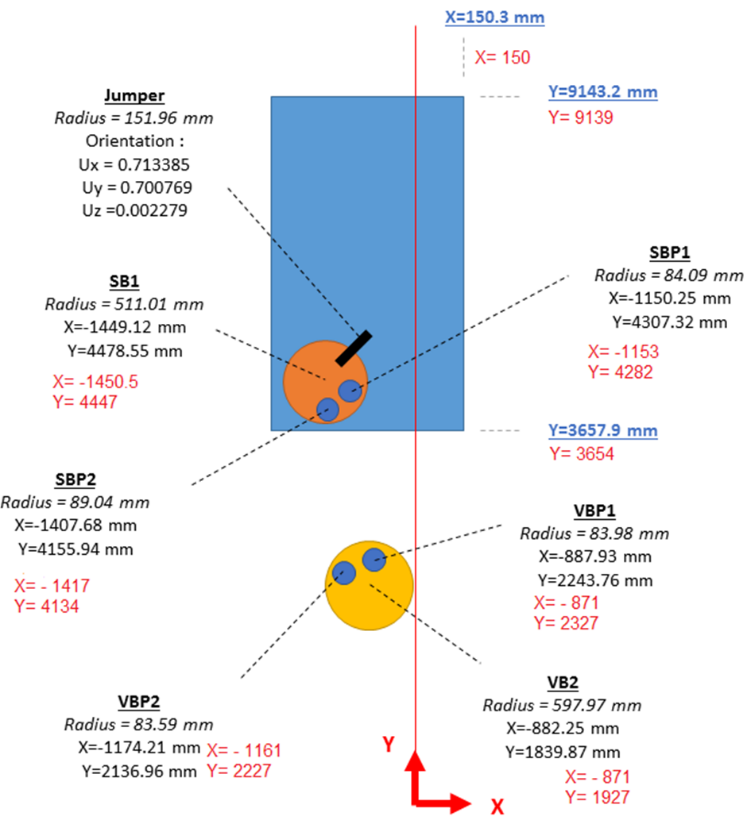 X=150.3 mm
X= 150
Y=9143.2 mm
Y= 9139
Jumper
Radius = 151.96 mm
Orientation :
Ux = 0.713385
Uy = 0.700769
Uz =0.002279
SBP1
Radius = 84.09 mm
X=-1150.25 mm
Y=4307.32 mm
X= -1153
Y= 4282
SB1
Radius = 511.01 mm
X=-1449.12 mm
Y=4478.55 mm
X= -1450.5
Y= 4447
Y=3657.9 mm
Y= 3654
SBP2
Radius = 89.04 mm
X=-1407.68 mm
Y=4155.94 mm
X= - 1417
Y= 4134
VBP1
Radius = 83.98 mm
X=-887.93 mm
Y=2243.76 mm
X= - 871
Y= 2327
VBP2
Radius = 83.59 mm
X=-1174.21 mm X= - 1161
Y=2136.96 mm Y= 2227
VB2
Radius = 597.97 mm
X=-882.25 mm
Y=1839.87 mm
X= - 871
Y= 1927
Y
X